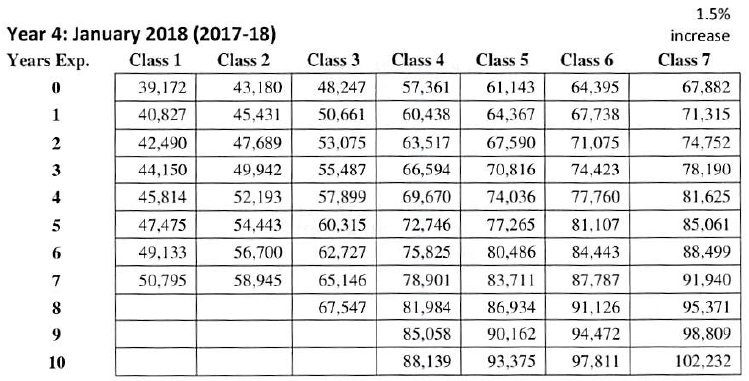 1.5%
Year 4: January 2018 (2017-18) increase
Years Exp. Class 1 Class 2 Class 3 Class 4 Class 5 Class 6 Class 7
0 39,172 43,180 48,247 57,361 61,143 64,395 67,882
1 40,827 45,431 50,661 60,438 64,367 67,738 71,315
2 42,490 47,689 53,075 63,517 67,590 71,075 74,752
3 44,150 49,942 55,487 66,594 70,816 74,423 78,190
4 45,814 52,193 57,899 69,670 74,036 77,760 81,625
5 47,475 54,443 60,315 72,746 77,265 81,107 85,061
6 49,133 56,700 62,727 75,825 80,486 84,443 88,499
7 50,795 58,945 65,146 78,901 83,711 87,787 91,940
8 67,547 81,984 86,934 91,126 95,371
9 85,058 90,162 94,472 98,809
10 88,139 93,375 97,811 102,232